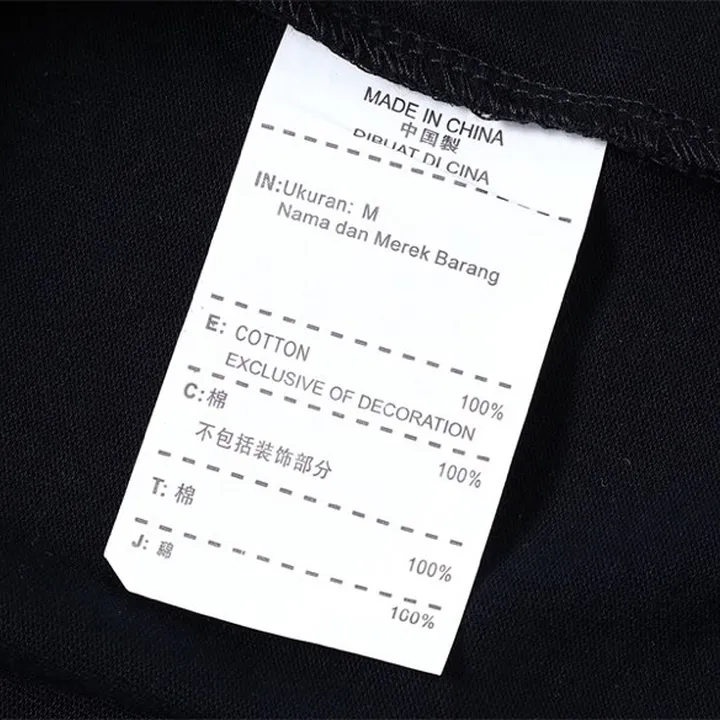 MADE IN CHINA
中国製
DIBUAT DI CINA
IN:Ukuran: M
Nama dan Merek Barang
E: COTTON 100%
EXCLUSIVE OF DECORATION
C:棉 100%
不包括装饰部分
T: 棉 100%
J: 綿 100%